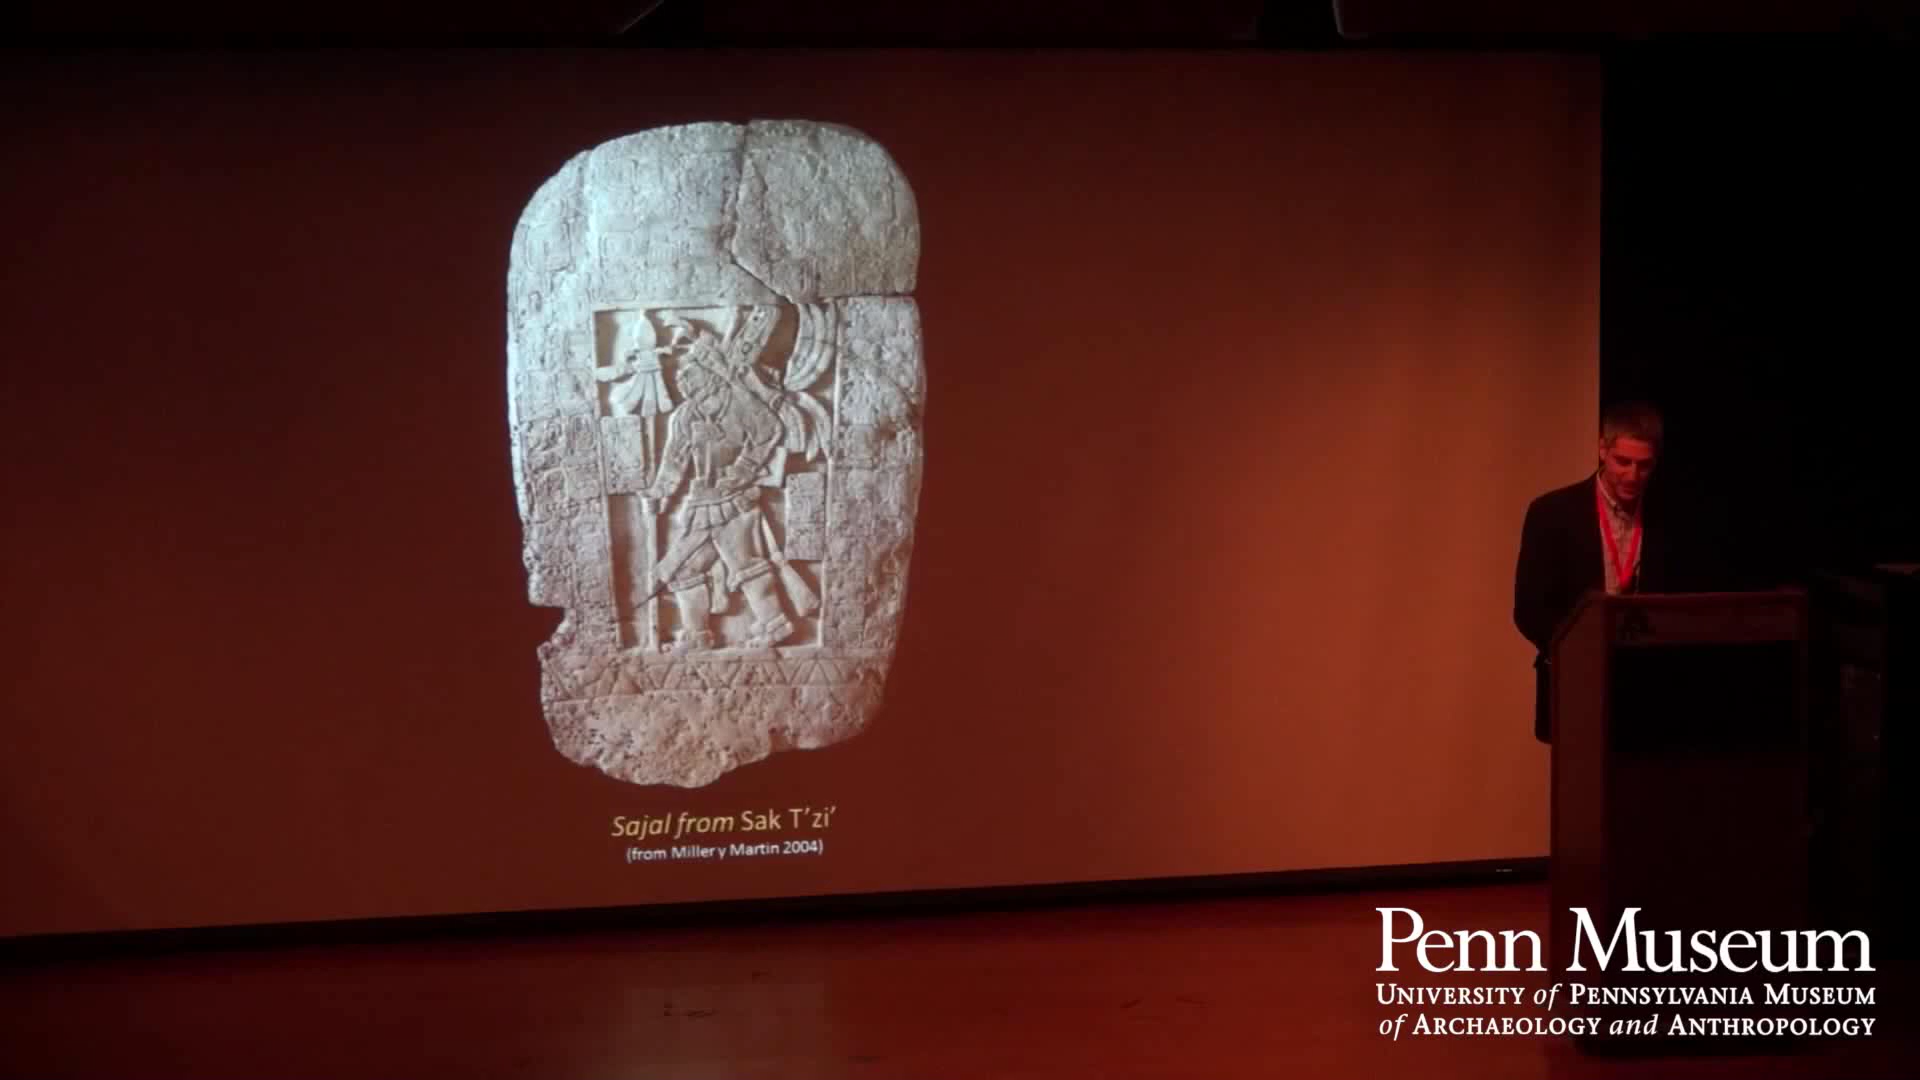 Sajal from Sak T'zi'
(from Miller y Martin 2004)
Penn Museum
University of Pennsylvania Museum
of Archaeology and Anthropology